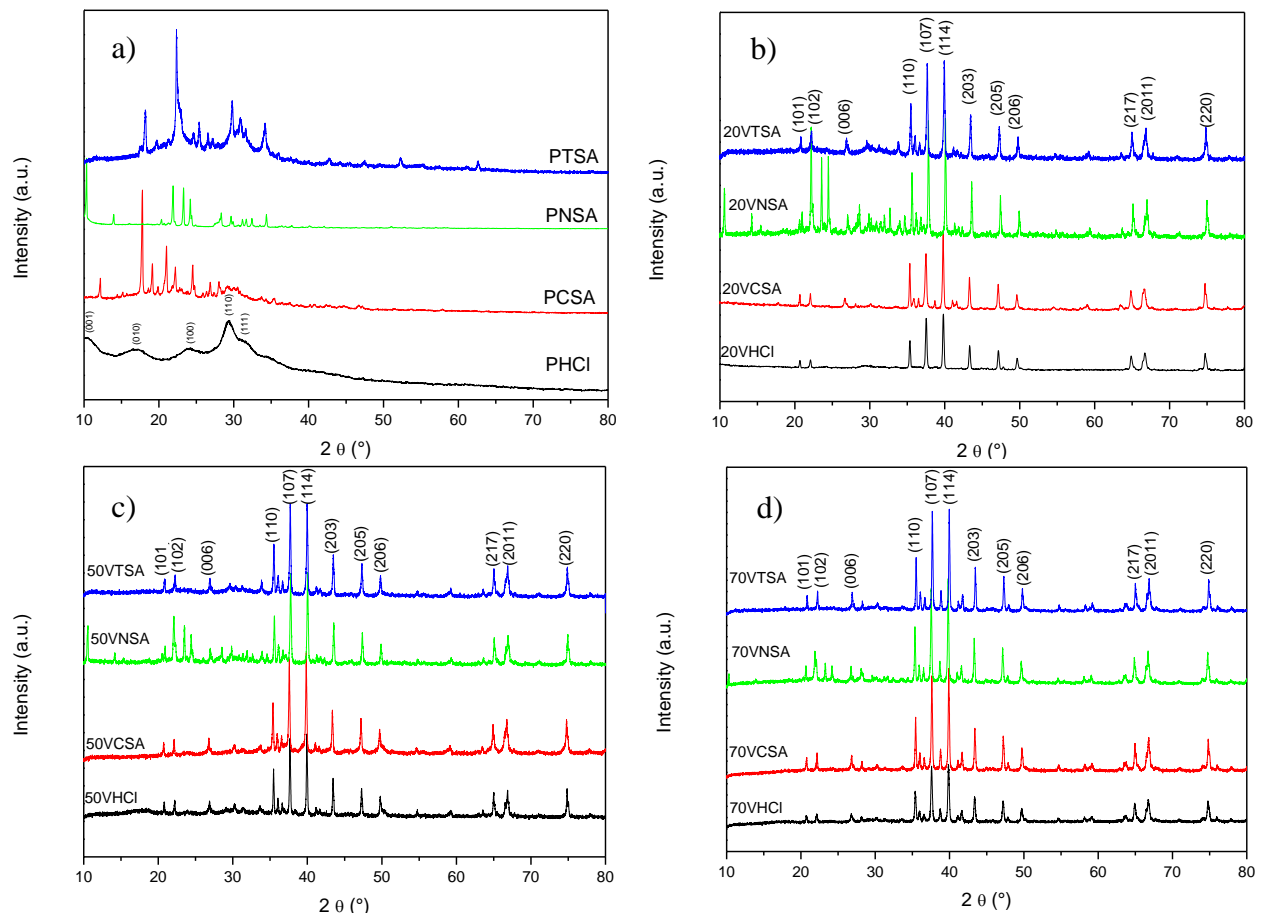 a)
PTSA
PNSA
PCSA
PHCl
(001)
(010)
(100)
(110)
(111)
10 20 30 40 50 60 70 80
2 θ (°)
Intensity (a.u.)
b)
(101)
(102)
(006)
(110)
(107)
(114)
(203)
(205)
(206)
(217)
(2011)
(220)
20VTSA
20VNSA
20VCSA
20VHCl
10 20 30 40 50 60 70 80
2 θ (°)
Intensity (a.u.)
c)
(101
(102)
(006)
(110)
(107)
(114)
(203)
(205)
(206)
(217)
(2011)
(220)
50VTSA
50VNSA
50VCSA
50VHCl
10 20 30 40 50 60 70 80
2 θ (°)
Intensity (a.u.)
d)
(101)
(102)
(006)
(110)
(107)
(114)
(203)
(205)
(206)
(217)
(2011)
(220)
70VTSA
70VNSA
70VCSA
70VHCl
10 20 30 40 50 60 70 80
2 θ (°)
Intensity (a.u.)